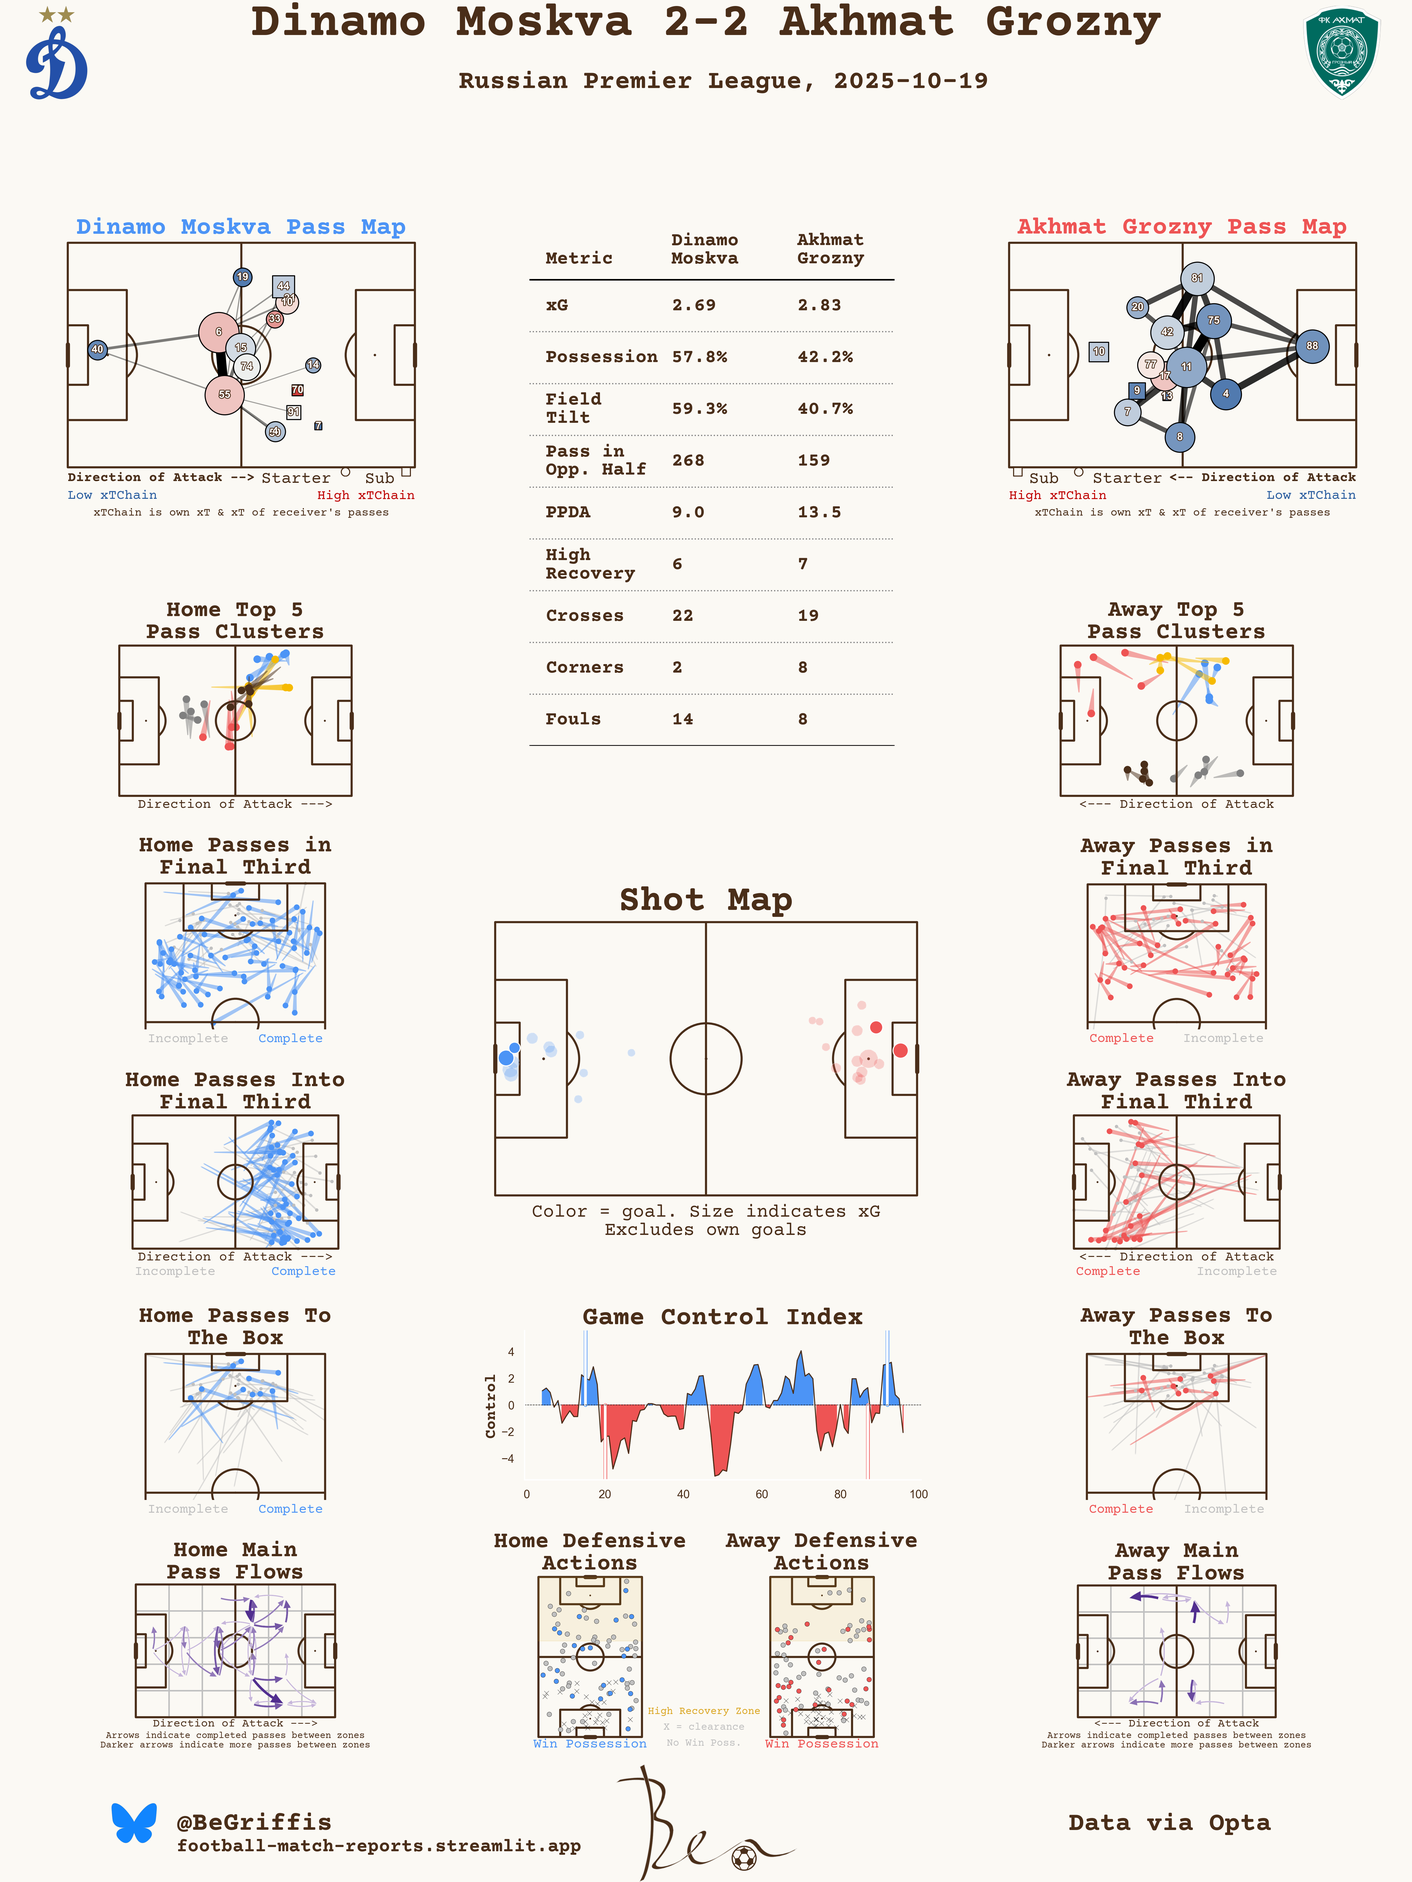 Dinamo Moskva 2-2 Akhmat Grozny
Russian Premier League, 2025-10-19
ФК АХМАТ
Dinamo Moskva Pass Map
19
44
10
33
6
15
40
74
14
55
70
91
7
Direction of Attack --> Starter Sub
Low xTChain High xTChain
xTChain is own xT & xT of receiver's passes
Metric Dinamo Moskva Akhmat Grozny
xG 2.69 2.83
Possession 57.8% 42.2%
Field Tilt 59.3% 40.7%
Pass in Opp. Half 268 159
PPDA 9.0 13.5
High Recovery 6 7
Crosses 22 19
Corners 2 8
Fouls 14 8
Akhmat Grozny Pass Map
81
20
75
42
88
10
77
11
17
9
13
4
7
8
Sub Starter <-- Direction of Attack
High xTChain Low xTChain
xTChain is own xT & xT of receiver's passes
Home Top 5
Pass Clusters
Direction of Attack --->
Away Top 5
Pass Clusters
<--- Direction of Attack
Home Passes in
Final Third
Incomplete Complete
Shot Map
Color = goal. Size indicates xG
Excludes own goals
Away Passes in
Final Third
Complete Incomplete
Home Passes Into
Final Third
Direction of Attack --->
Incomplete Complete
Away Passes Into
Final Third
<--- Direction of Attack
Complete Incomplete
Home Passes To
The Box
Incomplete Complete
Game Control Index
Control
4
2
0
−2
−4
0 20 40 60 80 100
Away Passes To
The Box
Complete Incomplete
Home Main
Pass Flows
Direction of Attack --->
Arrows indicate completed passes between zones
Darker arrows indicate more passes between zones
Home Defensive
Actions
Win Possession
High Recovery Zone
X = clearance
No Win Poss.
Away Defensive
Actions
Win Possession
Away Main
Pass Flows
<--- Direction of Attack
Arrows indicate completed passes between zones
Darker arrows indicate more passes between zones
@BeGriffis
football-match-reports.streamlit.app
Ben
Data via Opta